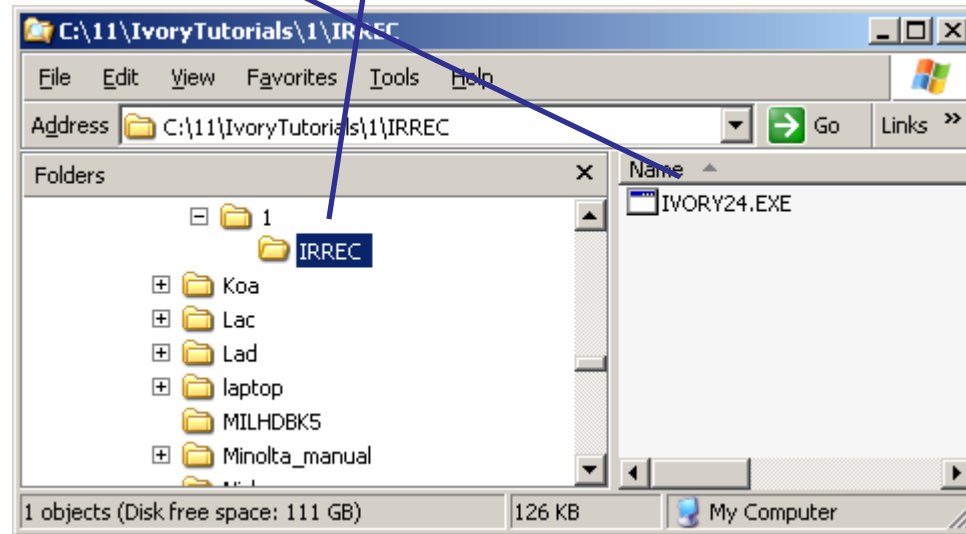 C:\11\IvoryTutorials\1\IRREC
File Edit View Favorites Tools Help
Address C:\11\IvoryTutorials\1\IRREC Go Links »
Folders x Name
1 IVORY24.EXE
IRREC
Koa
Lac
Lad
laptop
MILHDBK5
Minolta_manual
1 objects (Disk free space: 111 GB) 126 KB My Computer